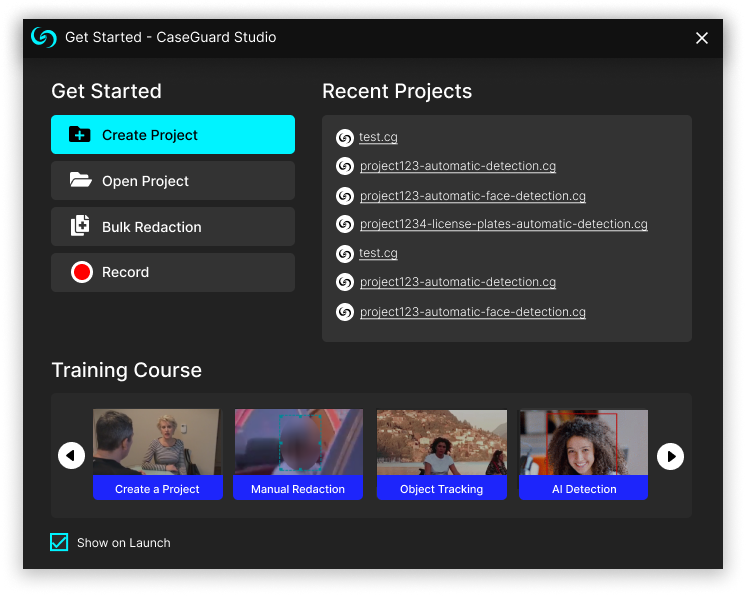 Get Started - CaseGuard Studio
Get Started
Create Project
Open Project
Bulk Redaction
Record
Recent Projects
test.cg
project123-automatic-detection.cg
project123-automatic-face-detection.cg
project1234-license-plates-automatic-detection.cg
test.cg
project123-automatic-detection.cg
project123-automatic-face-detection.cg
Training Course
Create a Project
Manual Redaction
Object Tracking
AI Detection
Show on Launch